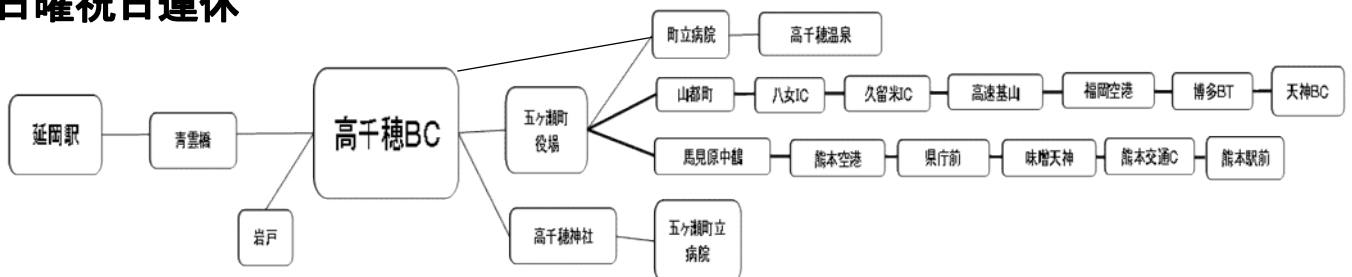 日曜祝日運休
延岡駅
青雲橋
岩戸
高千穂BC
五ヶ瀬町
役場
高千穂神社
町立病院
高千穂温泉
山都町
八女IC
久留米IC
高速基山
福岡空港
博多BT
天神BC
馬見原中鶴
熊本空港
県庁前
味噌天神
熊本交通C
熊本駅前
五ヶ瀬町立
病院